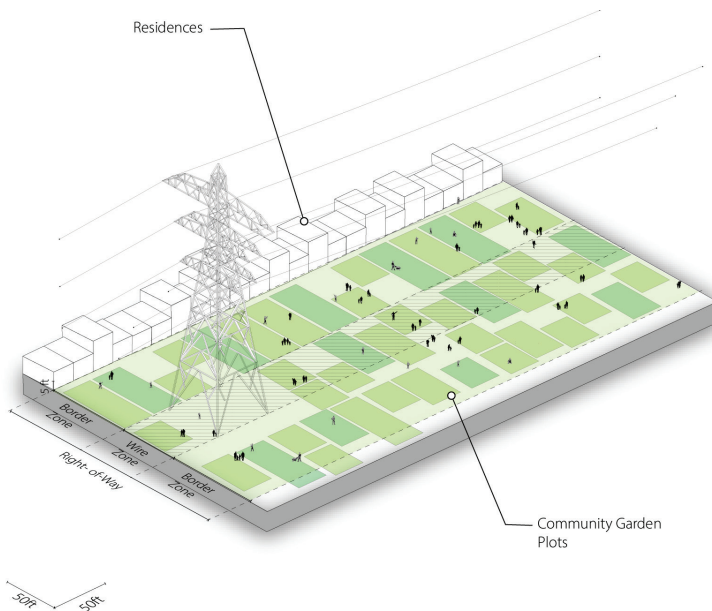 Residences
5ft
Border
Zone
Wire
Zone
Border
Zone
Right- of-Way
Community Garden
Plots
50ft
50ft